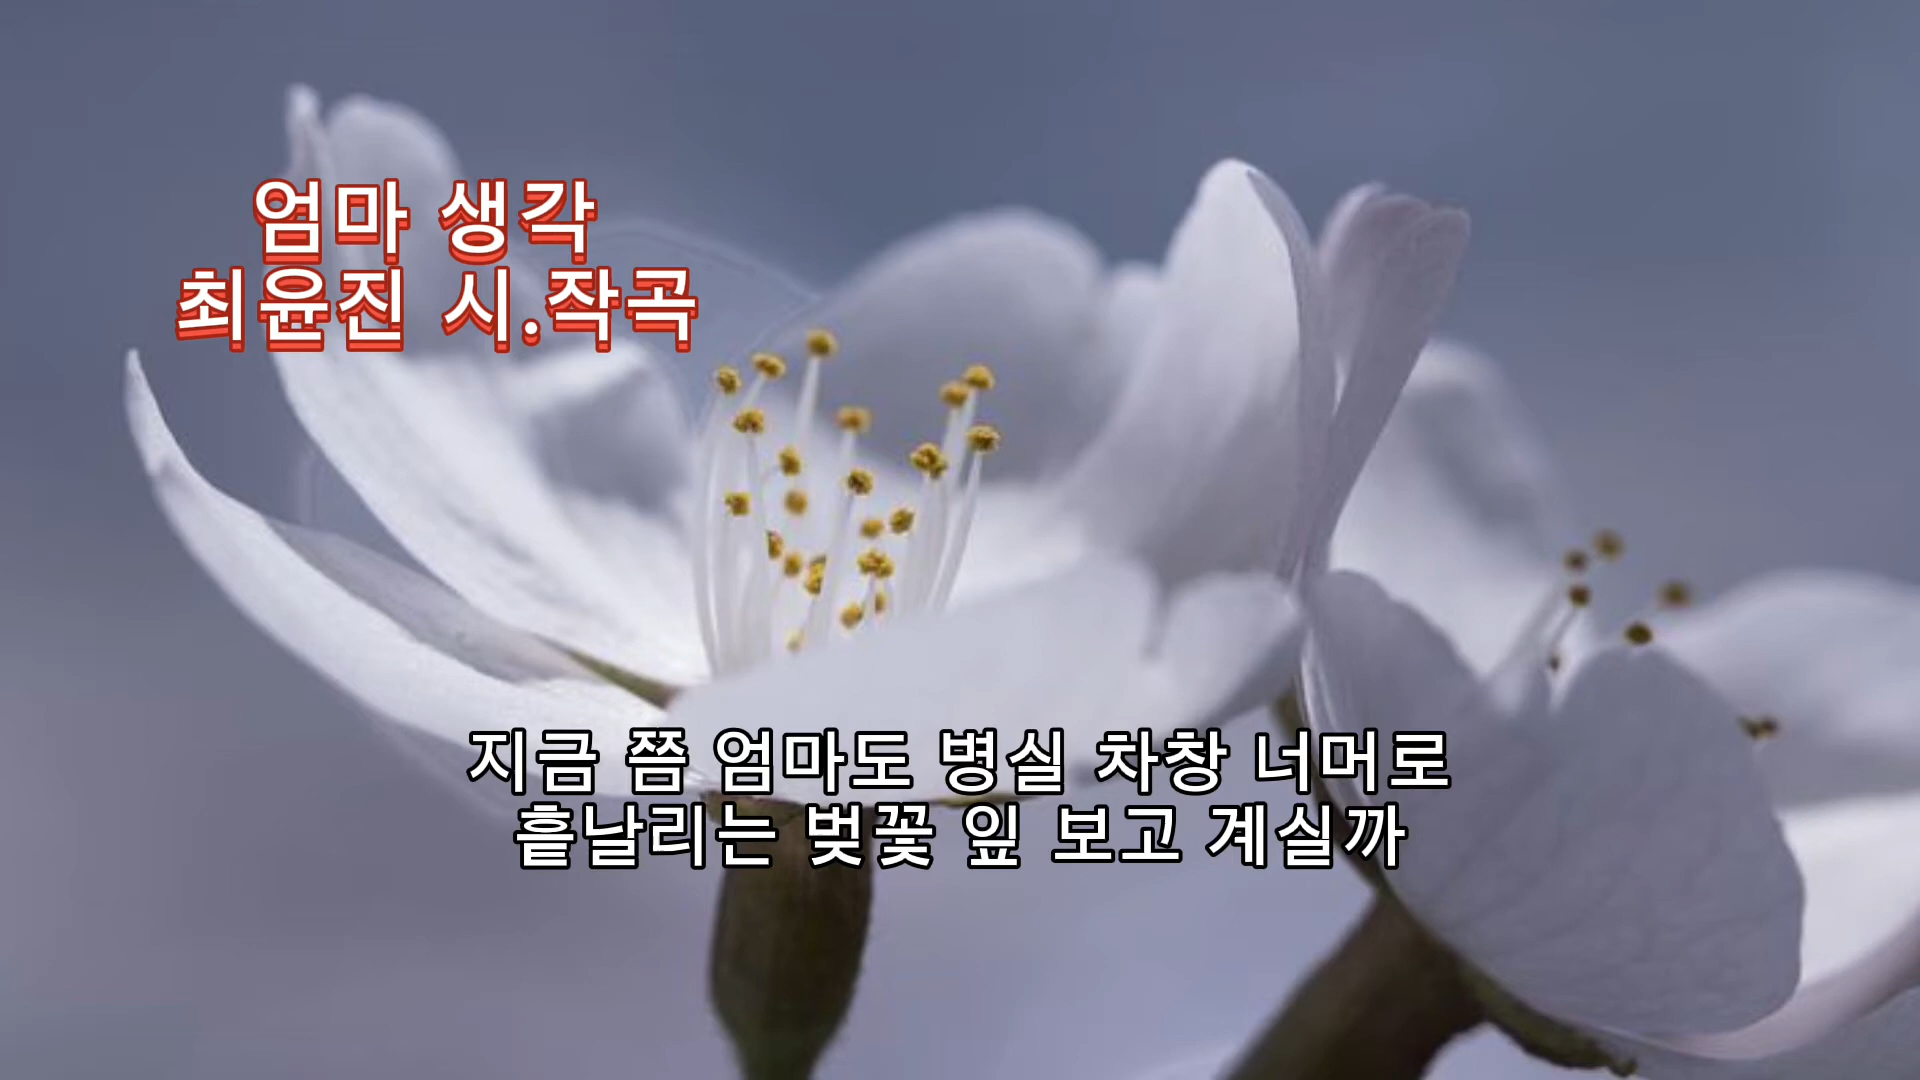 엄마 생각
최윤진 시.작곡
지금 쯤 엄마도 병실 차창 너머로
흩날리는 벚꽃 잎 보고 계실까